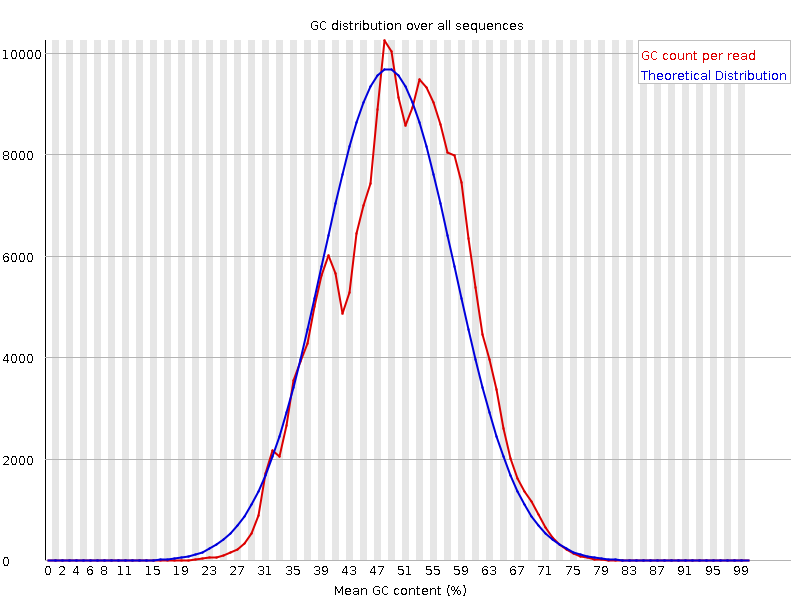 GC distribution over all sequences
GC count per read
Theoretical Distribution
10000
8000
6000
4000
2000
0
0 2 4 6 8 11 15 19 23 27 31 35 39 43 47 51 55 59 63 67 71 75 79 83 87 91 95 99
Mean GC content (%)